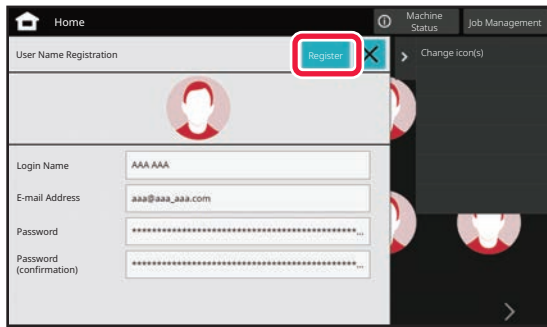 Home
Machine
Status
Job Management
User Name Registration
Register
Change icon(s)
Login Name
AAA AAA
E-mail Address
aaa@aaa_aaa.com
Password
************************************************...
Password
(confirmation)
************************************************...